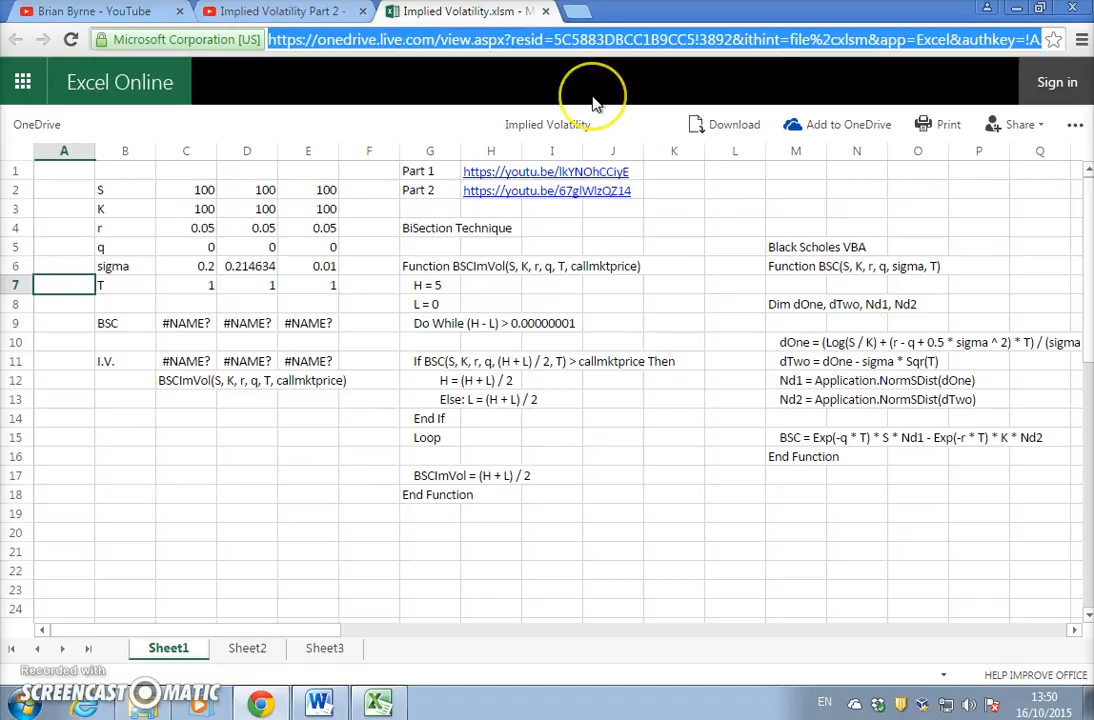 Brian Byrne - YouTube × Implied Volatility Part 2 - × Implied Volatility.xlsm - M ×
Microsoft Corporation [US] https://onedrive.live.com/view.aspx?resid=5C5883DBCC1B9CC5!3892&ithint=file%2cxlsm&app=Excel&authkey=!A
Excel Online Sign in
OneDrive Implied Volatility Download Add to OneDrive Print Share •••
A B C D E F G H I J K L M N O P Q
1 Part 1 https://youtu.be/lkYNOhCCiyE
2 S 100 100 100 Part 2 https://youtu.be/67glWlzQZ14
3 K 100 100 100
4 r 0.05 0.05 0.05 BiSection Technique
5 q 0 0 0 Black Scholes VBA
6 sigma 0.2 0.214634 0.01 Function BSCImVol(S, K, r, q, T, callmktprice) Function BSC(S, K, r, q, sigma, T)
7 T 1 1 1 H = 5
8 L = 0 Dim dOne, dTwo, Nd1, Nd2
9 BSC #NAME? #NAME? #NAME? Do While (H - L) > 0.00000001
10 dOne = (Log(S / K) + (r - q + 0.5 * sigma ^ 2) * T) / (sigma
11 I.V. #NAME? #NAME? #NAME? If BSC(S, K, r, q, (H + L) / 2, T) > callmktprice Then dTwo = dOne - sigma * Sqr(T)
12 BSCImVol(S, K, r, q, T, callmktprice) H = (H + L) / 2 Nd1 = Application.NormSDist(dOne)
13 Else: L = (H + L) / 2 Nd2 = Application.NormSDist(dTwo)
14 End If
15 Loop BSC = Exp(-q * T) * S * Nd1 - Exp(-r * T) * K * Nd2
16 End Function
17 BSCImVol = (H + L) / 2
18 End Function
19
20
21
22
23
24
Sheet1 Sheet2 Sheet3
Recorded with
SCREENCAST-O-MATIC
HELP IMPROVE OFFICE
EN 13:50
16/10/2015